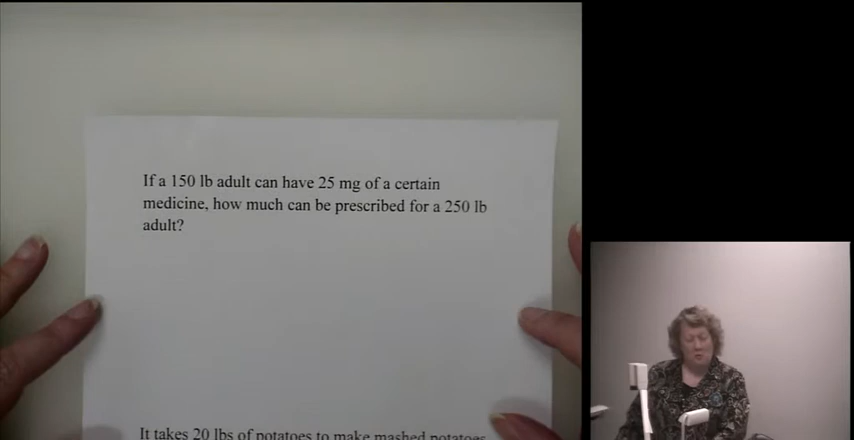 If a 150 lb adult can have 25 mg of a certain
medicine, how much can be prescribed for a 250 lb
adult?
It takes 20 lbs of potatoes to make mashed potatoes